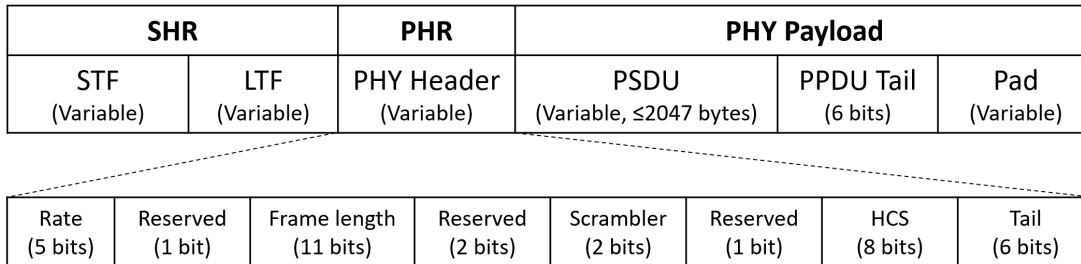 SHR PHR PHY Payload
STF LTF PHY Header PSDU PPDU Tail Pad
(Variable) (Variable) (Variable) (Variable, ≤2047 bytes) (6 bits) (Variable)
Rate Reserved Frame length Reserved Scrambler Reserved HCS Tail
(5 bits) (1 bit) (11 bits) (2 bits) (2 bits) (1 bit) (8 bits) (6 bits)